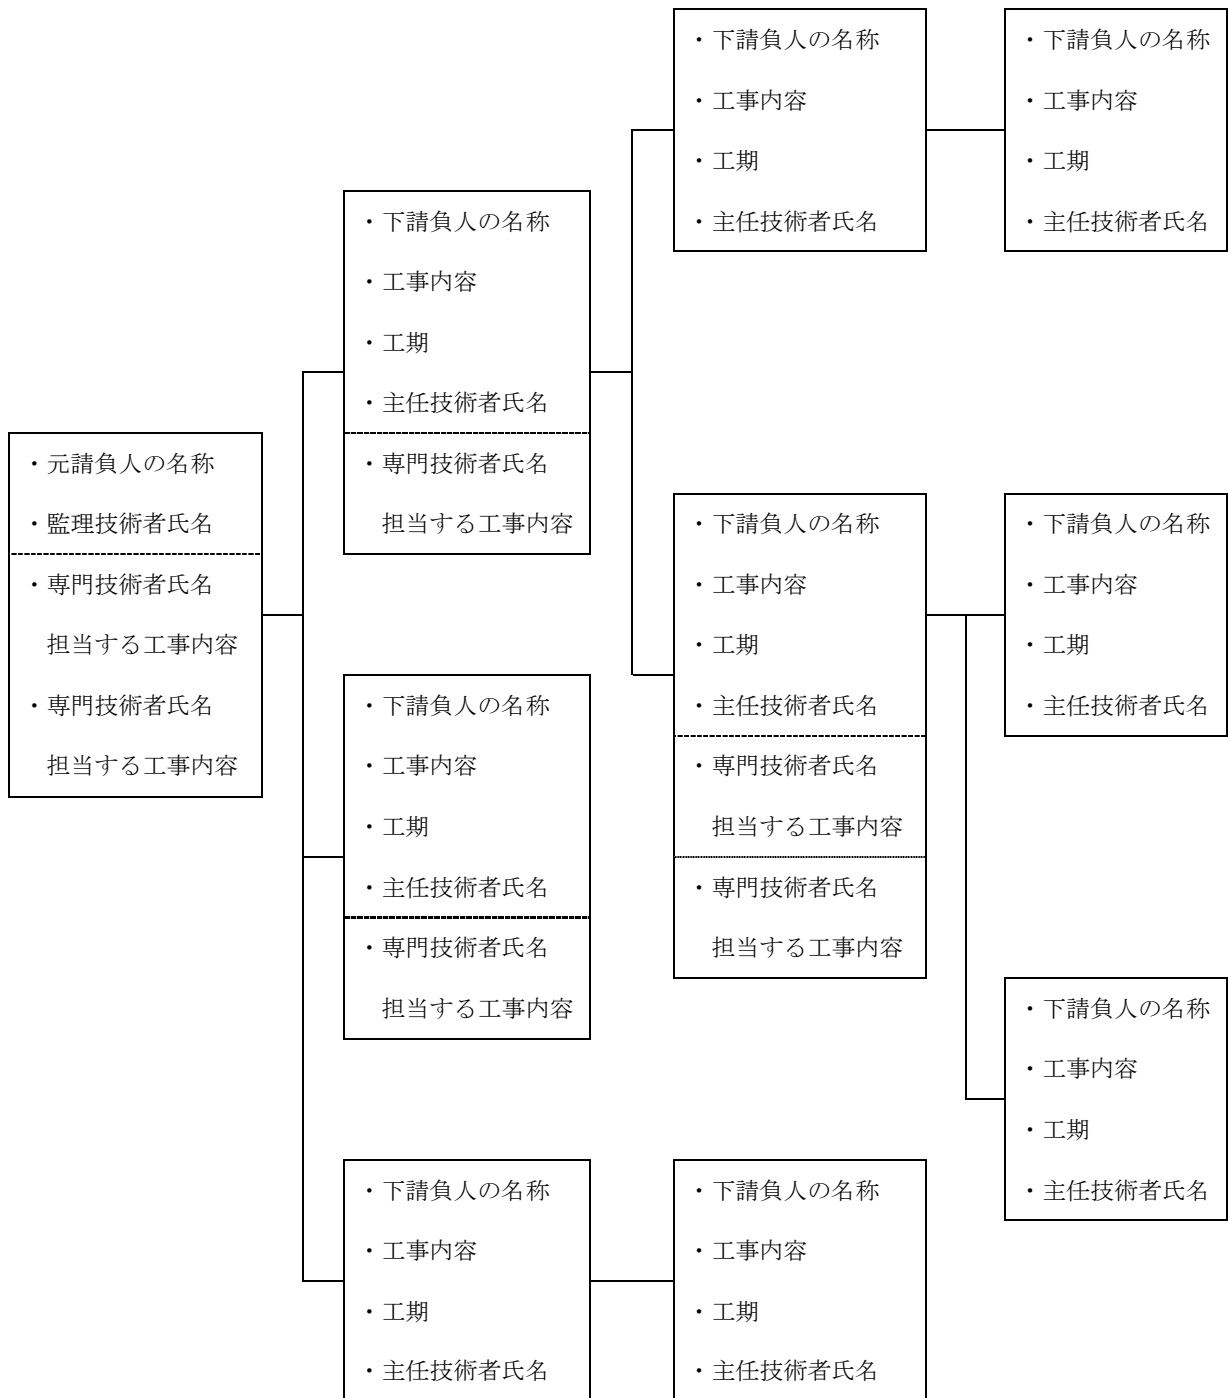 ・元請負人の名称
・監理技術者氏名
・専門技術者氏名
担当する工事内容
・専門技術者氏名
担当する工事内容
・下請負人の名称
・工事内容
・工期
・主任技術者氏名
・専門技術者氏名
担当する工事内容
・下請負人の名称
・工事内容
・工期
・主任技術者氏名
・専門技術者氏名
担当する工事内容
・下請負人の名称
・工事内容
・工期
・主任技術者氏名
・下請負人の名称
・工事内容
・工期
・主任技術者氏名
・下請負人の名称
・工事内容
・工期
・主任技術者氏名
・専門技術者氏名
担当する工事内容
・専門技術者氏名
担当する工事内容
・下請負人の名称
・工事内容
・工期
・主任技術者氏名
・下請負人の名称
・工事内容
・工期
・主任技術者氏名
・下請負人の名称
・工事内容
・工期
・主任技術者氏名
・下請負人の名称
・工事内容
・工期
・主任技術者氏名